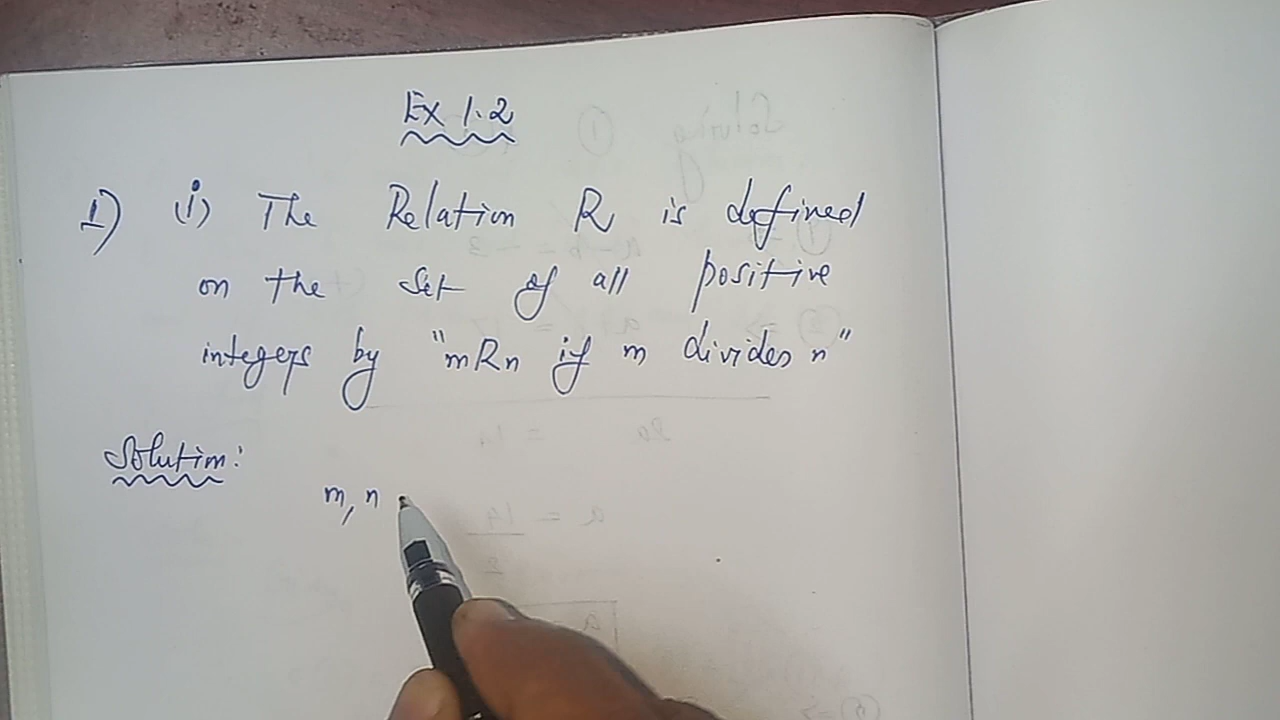 Ex 1.2
1) (i) The Relation R is defined
on the Set of all positive
integers by "mRn if m divides n"
Solution:
m, n